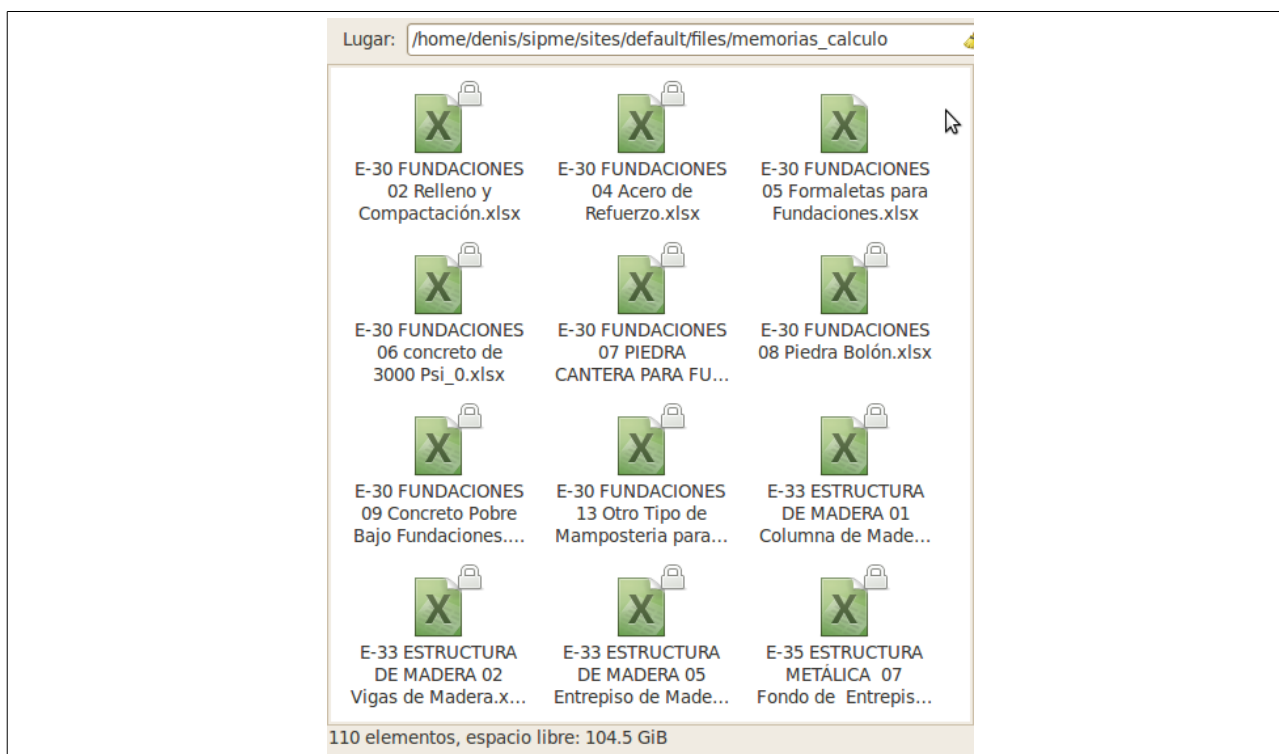 Lugar: /home/denis/sipme/sites/default/files/memorias_calculo
E-30 FUNDACIONES
02 Relleno y
Compactación.xlsx
E-30 FUNDACIONES
04 Acero de
Refuerzo.xlsx
E-30 FUNDACIONES
05 Formaletas para
Fundaciones.xlsx
E-30 FUNDACIONES
06 concreto de
3000 Psi_0.xlsx
E-30 FUNDACIONES
07 PIEDRA
CANTERA PARA FU...
E-30 FUNDACIONES
08 Piedra Bolón.xlsx
E-30 FUNDACIONES
09 Concreto Pobre
Bajo Fundaciones....
E-30 FUNDACIONES
13 Otro Tipo de
Mamposteria para...
E-33 ESTRUCTURA
DE MADERA 01
Columna de Made...
E-33 ESTRUCTURA
DE MADERA 02
Vigas de Madera.x...
E-33 ESTRUCTURA
DE MADERA 05
Entrepiso de Made...
E-35 ESTRUCTURA
METÁLICA  07
Fondo de  Entrepis...
110 elementos, espacio libre: 104.5 GiB